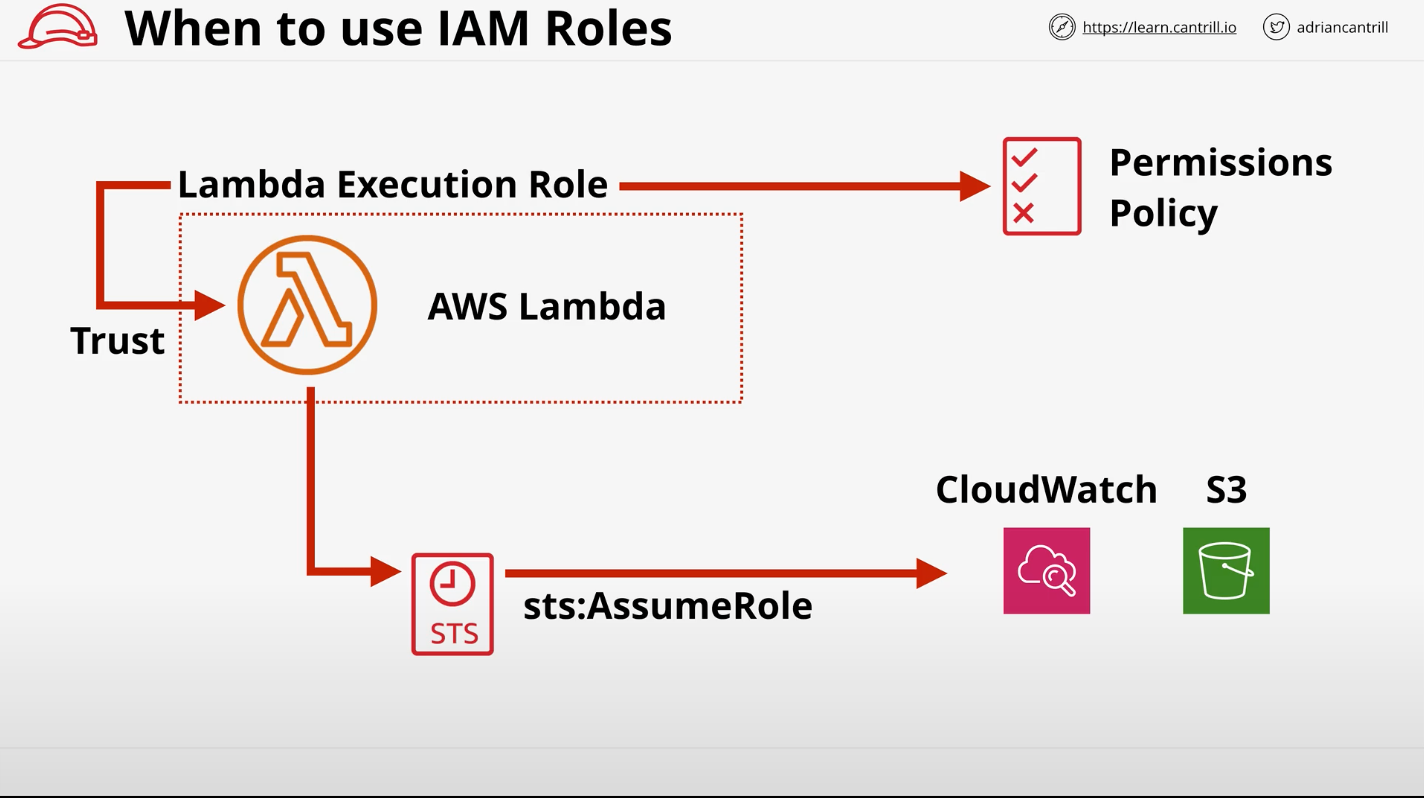 When to use IAM Roles
https://learn.cantrill.io
adriancantrill
Lambda Execution Role
Permissions
Policy
AWS Lambda
Trust
CloudWatch
S3
STS
sts:AssumeRole